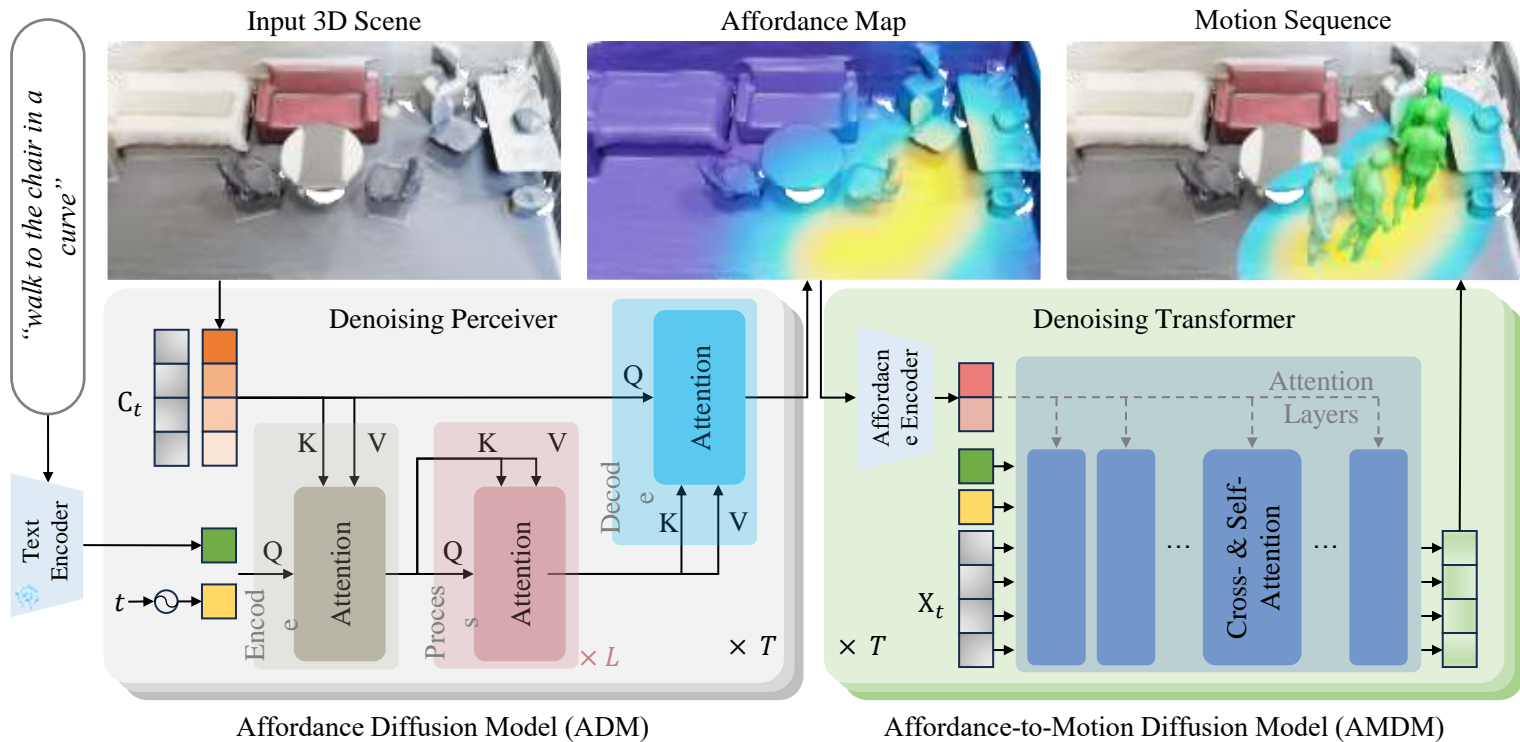 Input 3D Scene
Affordance Map
Motion Sequence
“walk to the chair in a
curve”
Text
Encoder
Denoising Perceiver
C_t
Q
K
V
Attention
Encod
e
Q
t
K
V
Attention
Proces
s
Q
× L
Attention
Decod
e
K
V
× T
Denoising Transformer
Affordacn
e Encoder
Attention
Layers
X_t
...
Cross- & Self-
Attention
...
× T
Affordance Diffusion Model (ADM)
Affordance-to-Motion Diffusion Model (AMDM)